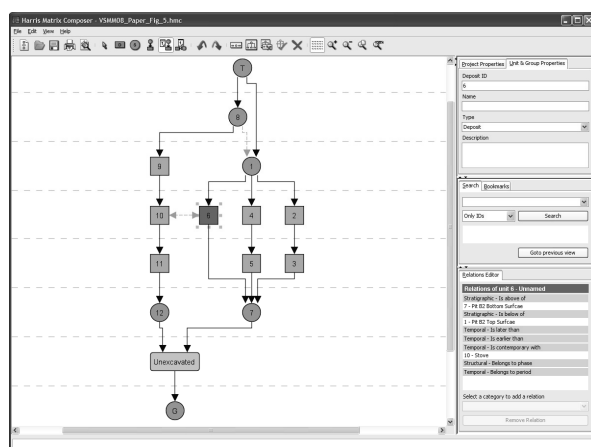 Harris Matrix Composer - VSMM08_Paper_Fig_5.hmc
File Edit View Help
T
8
9
1
10
6
4
2
11
5
3
12
7
Unexcavated
G
Project Properties Unit & Group Properties
Deposit ID
6
Name
Type
Deposit
Description
Search Bookmarks
Only IDs Search
Goto previous view
Relations Editor
Relations of unit 6 - Unnamed
Stratigraphic - Is above of
7 - Pit B2 Bottom Surfcae
Stratigraphic - Is below of
1 - Pit B2 Top Surfcae
Temporal - Is later than
Temporal - Is earlier than
Temporal - Is contemporary with
10 - Stove
Structural - Belongs to phase
Temporal - Belongs to period
Select a category to add a relation
Remove Relation